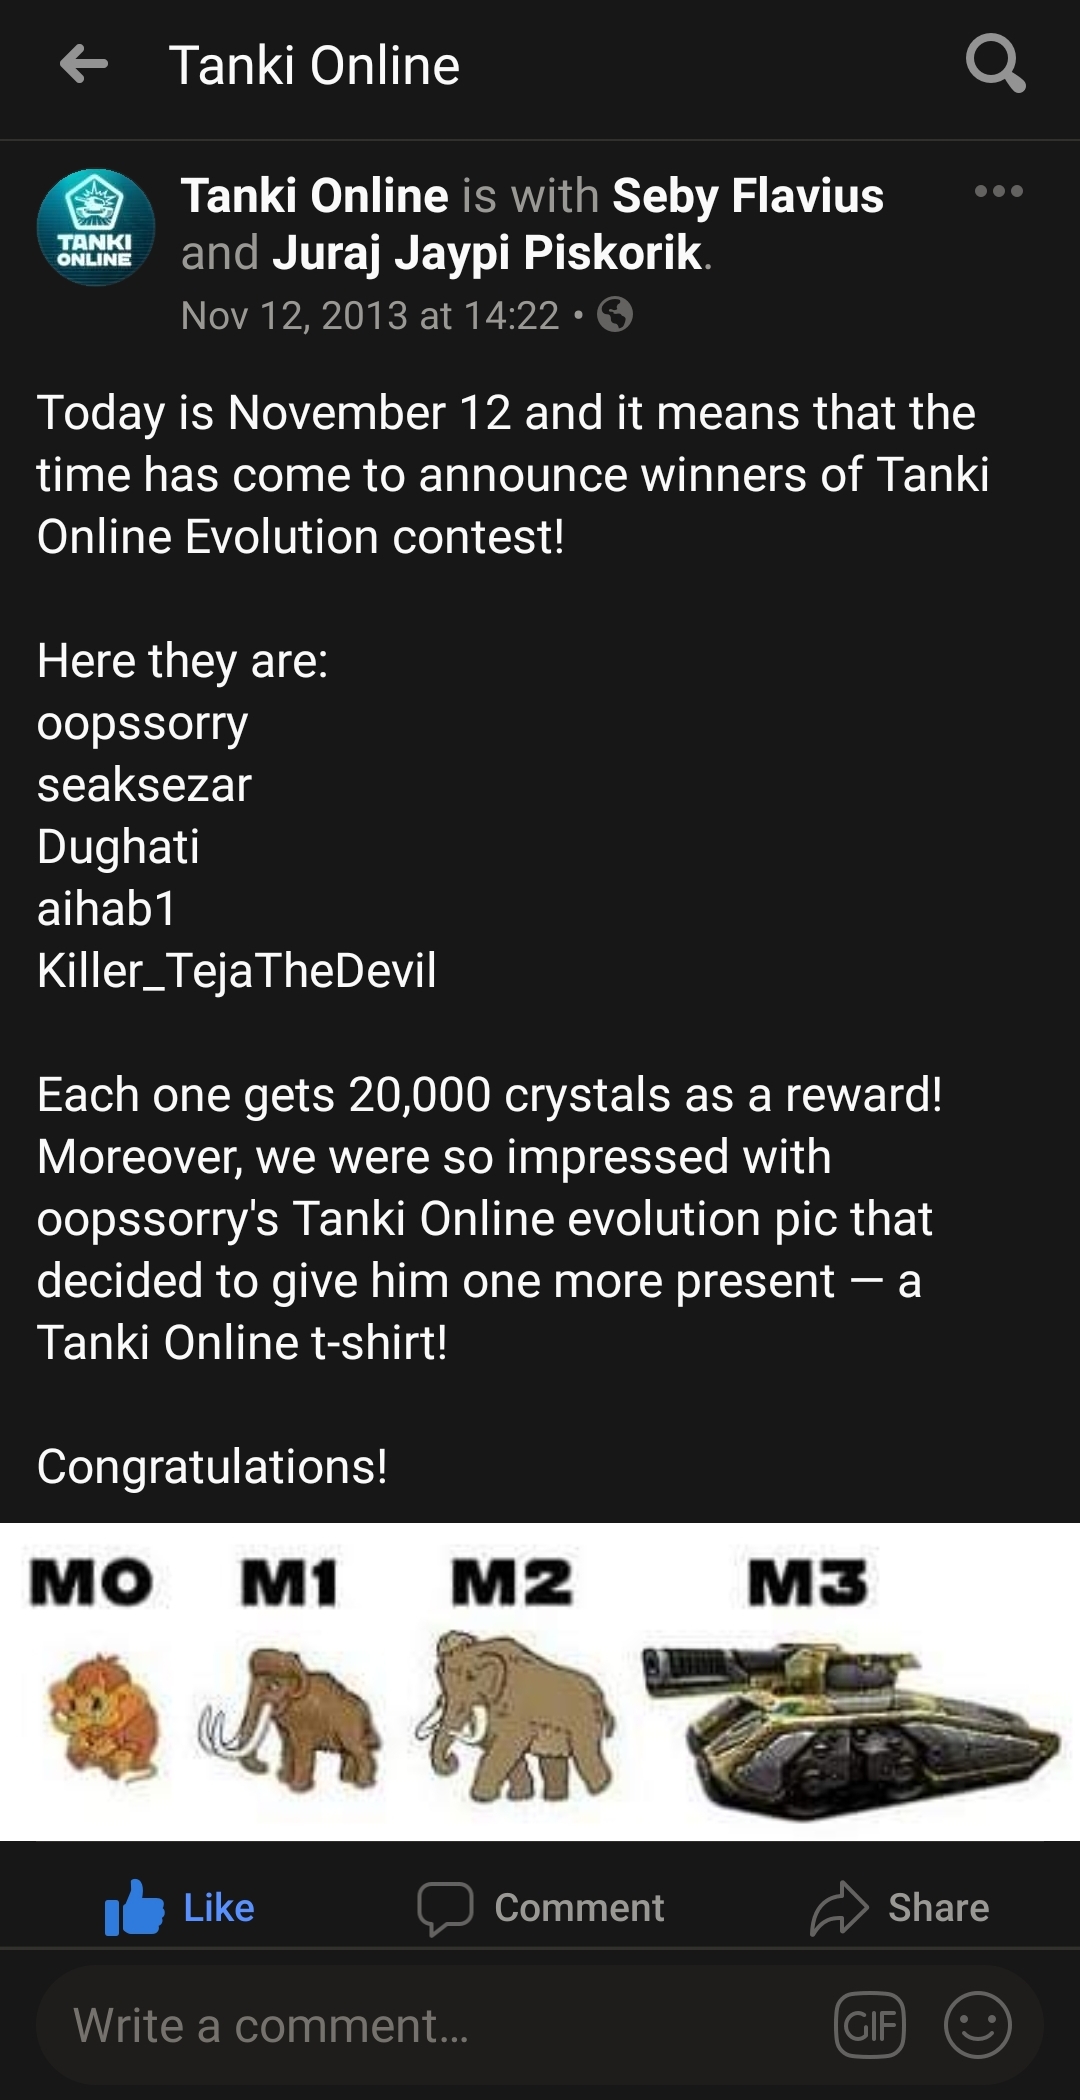 Tanki Online
TANKI
ONLINE
Tanki Online is with Seby Flavius
and Juraj Jaypi Piskorik.
Nov 12, 2013 at 14:22 •
Today is November 12 and it means that the
time has come to announce winners of Tanki
Online Evolution contest!
Here they are:
oopssorry
seaksezar
Dughati
aihab1
Killer_TejaTheDevil
Each one gets 20,000 crystals as a reward!
Moreover, we were so impressed with
oopssorry's Tanki Online evolution pic that
decided to give him one more present — a
Tanki Online t-shirt!
Congratulations!
M0 M1 M2 M3
Like Comment Share
Write a comment... GIF